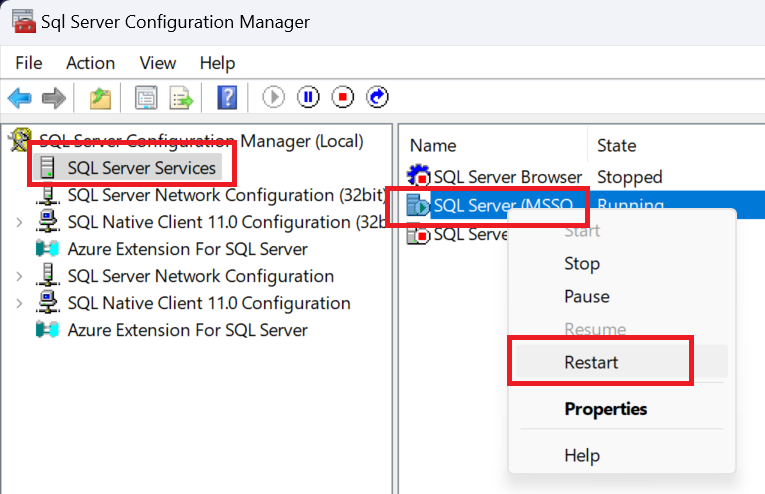 Sql Server Configuration Manager
File Action View Help
SQL Server Configuration Manager (Local)
SQL Server Services
SQL Server Network Configuration (32bit)
SQL Native Client 11.0 Configuration (32b
Azure Extension For SQL Server
SQL Server Network Configuration
SQL Native Client 11.0 Configuration
Azure Extension For SQL Server
Name State
SQL Server Browser Stopped
SQL Server (MSSQ Running
SQL Serve
Start
Stop
Pause
Resume
Restart
Properties
Help